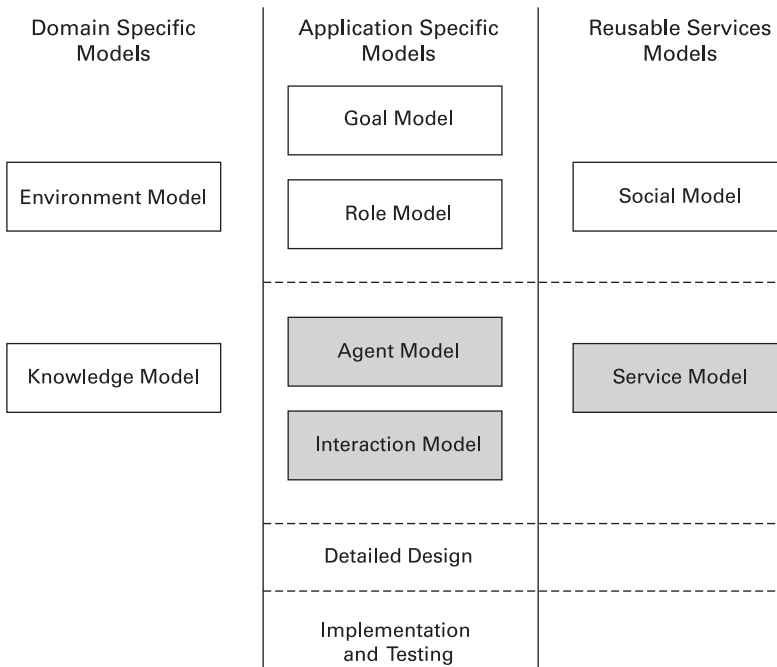 Domain Specific
Models
Application Specific
Models
Reusable Services
Models
Goal Model
Environment Model
Role Model
Social Model
Agent Model
Knowledge Model
Service Model
Interaction Model
Detailed Design
Implementation
and Testing